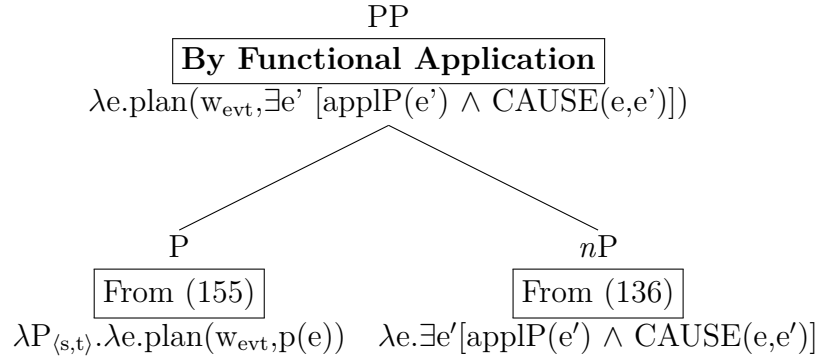 PP
By Functional Application
λe.plan(w_evt,∃e’ [applP(e’) ∧ CAUSE(e,e’)])
P nP
From (155) From (136)
λP⟨s,t⟩.λe.plan(w_evt,p(e)) λe.∃e′[applP(e′) ∧ CAUSE(e,e′)]